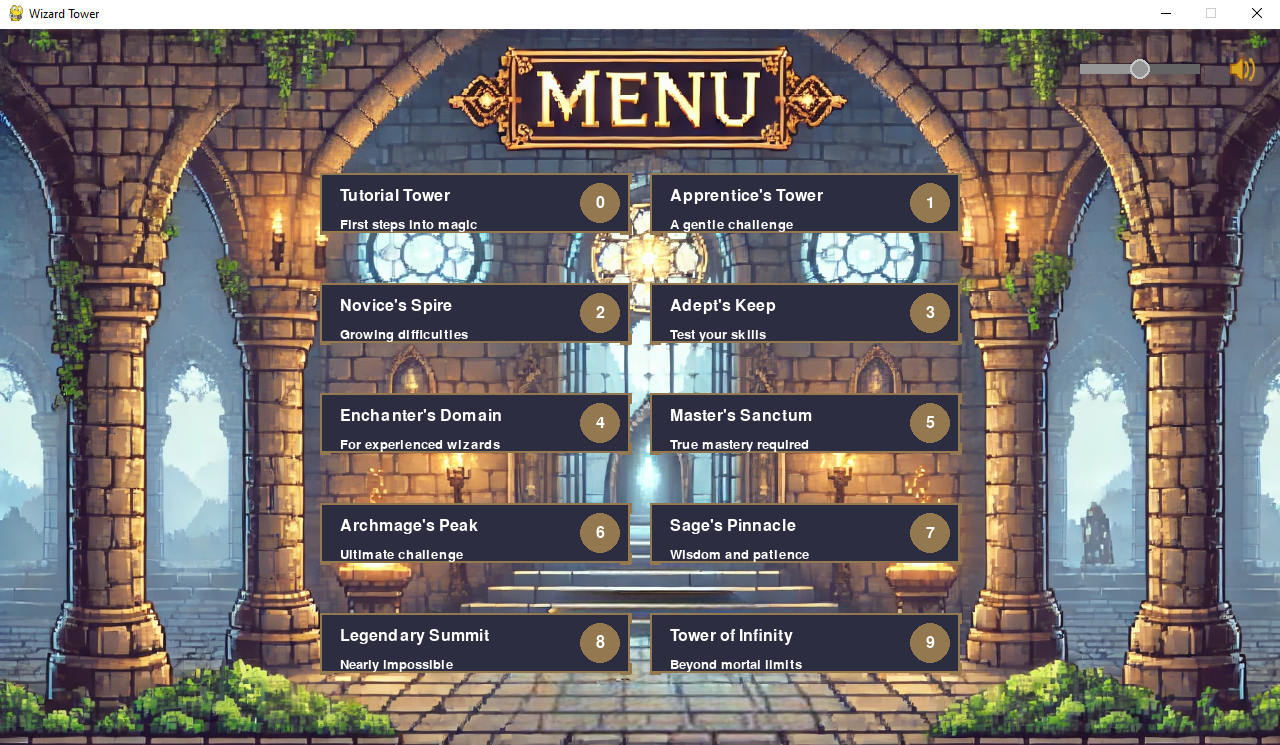 Wizard Tower
MENU
Tutorial Tower
First steps into magic
0
Apprentice's Tower
A gentle challenge
1
Novice's Spire
Growing difficulties
2
Adept's Keep
Test your skills
3
Enchanter's Domain
For experienced wizards
4
Master's Sanctum
True mastery required
5
Archmage's Peak
Ultimate challenge
6
Sage's Pinnacle
Wisdom and patience
7
Legendary Summit
Nearly impossible
8
Tower of Infinity
Beyond mortal limits
9